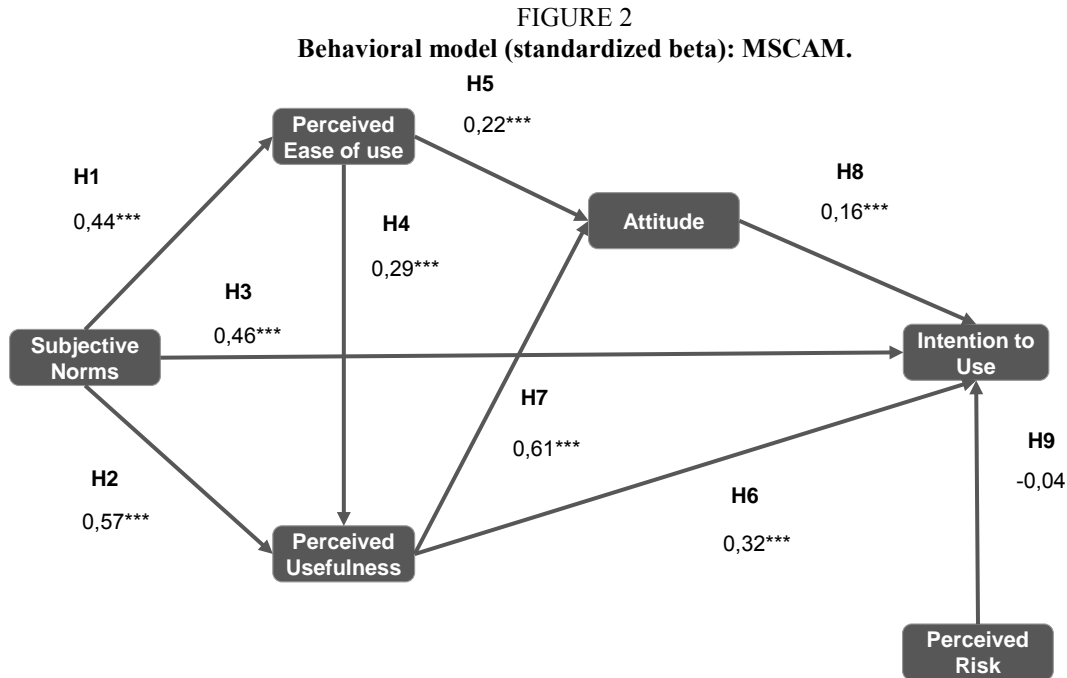 FIGURE 2
Behavioral model (standardized beta): MSCAM.
H5
0,22***
Perceived
Ease of use
H1
0,44***
H8
0,16***
Attitude
H4
0,29***
H3
0,46***
Subjective
Norms
Intention to
Use
H7
0,61***
H9
-0,04
H2
0,57***
H6
0,32***
Perceived
Usefulness
Perceived
Risk